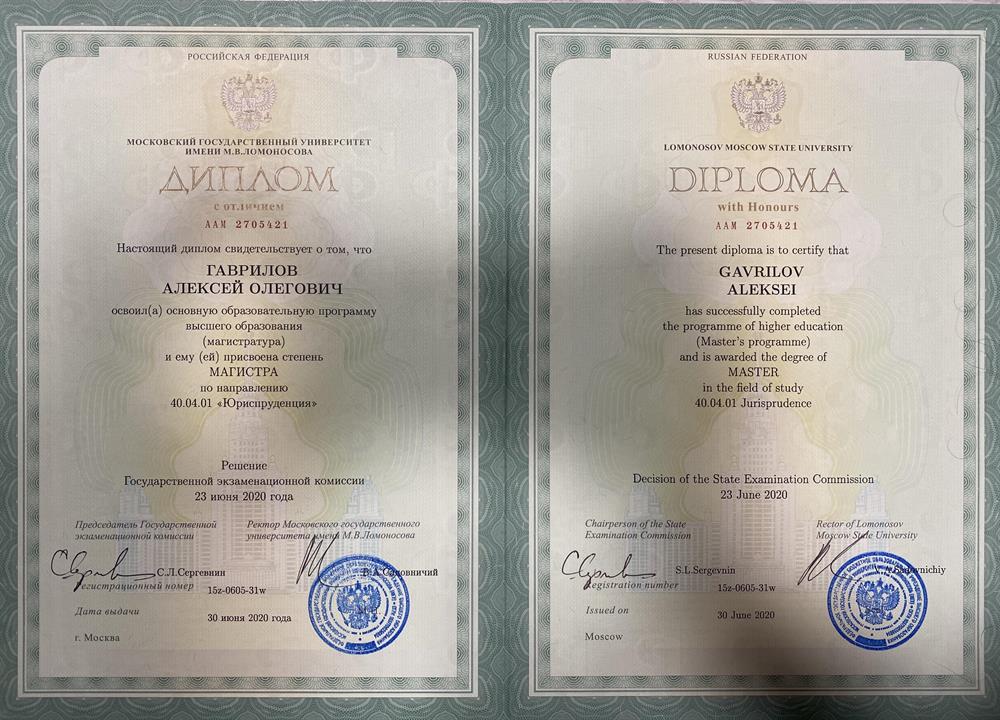 РОССИЙСКАЯ ФЕДЕРАЦИЯ
МОСКОВСКИЙ ГОСУДАРСТВЕННЫЙ УНИВЕРСИТЕТ
ИМЕНИ М.В.ЛОМОНОСОВА
ДИПЛОМ
с отличием
ААМ 2705421
Настоящий диплом свидетельствует о том, что
ГАВРИЛОВ
АЛЕКСЕЙ ОЛЕГОВИЧ
освоил(а) основную образовательную программу
высшего образования
(магистратура)
и ему (ей) присвоена степень
МАГИСТРА
по направлению
40.04.01 «Юриспруденция»
Решение
Государственной экзаменационной комиссии
23 июня 2020 года
Председатель Государственной
экзаменационной комиссии
Ректор Московского государственного
университета имени М.В.Ломоносова
С.Л.Сергевнин
Садовничий
Регистрационный номер
15z-0605-31w
Дата выдачи
30 июня 2020 года
г. Москва
RUSSIAN FEDERATION
LOMONOSOV MOSCOW STATE UNIVERSITY
DIPLOMA
with Honours
ААМ 2705421
The present diploma is to certify that
GAVRILOV
ALEKSEI
has successfully completed
the programme of higher education
(Master's programme)
and is awarded the degree of
MASTER
in the field of study
40.04.01 Jurisprudence
Decision of the State Examination Commission
23 June 2020
Chairperson of the State
Examination Commission
Rector of Lomonosov
Moscow State University
S.L.Sergevnin
Sadovnichiy
Registration number
15z-0605-31w
Issued on
30 June 2020
Moscow